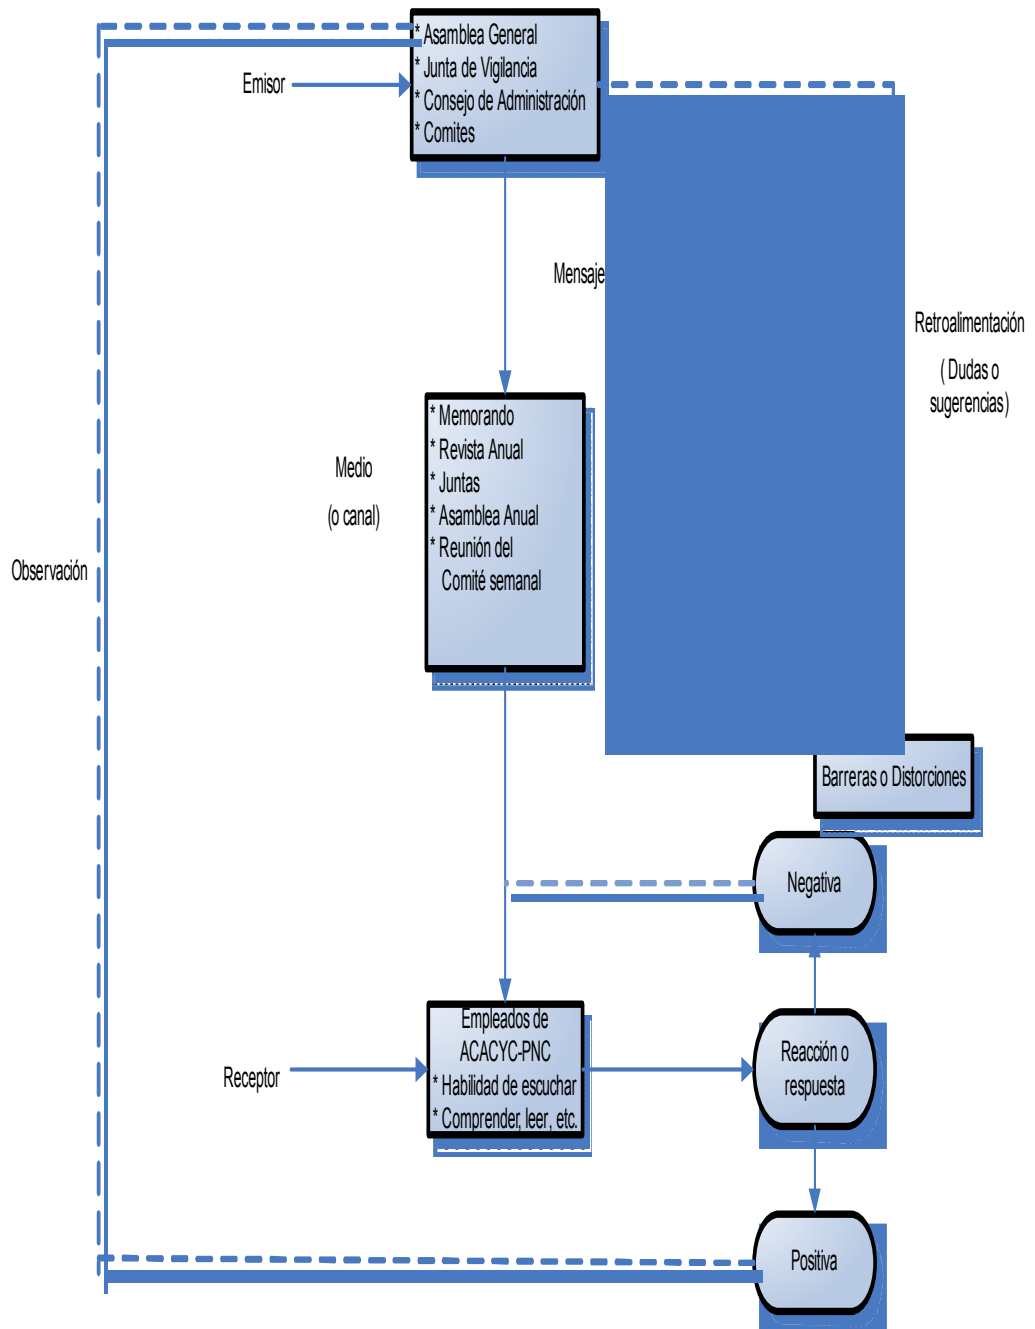 * Asamblea General
* Junta de Vigilancia
* Consejo de Administración
* Comites
Emisor
Mensaje
Retroalimentación
( Dudas o
sugerencias)
* Memorando
* Revista Anual
* Juntas
* Asamblea Anual
* Reunión del
Comité semanal
Medio
(o canal)
Observación
Barreras o Distorciones
Negativa
Empleados de
ACACYC-PNC
* Habilidad de escuchar
* Comprender, leer, etc.
Receptor
Reacción o
respuesta
Positiva